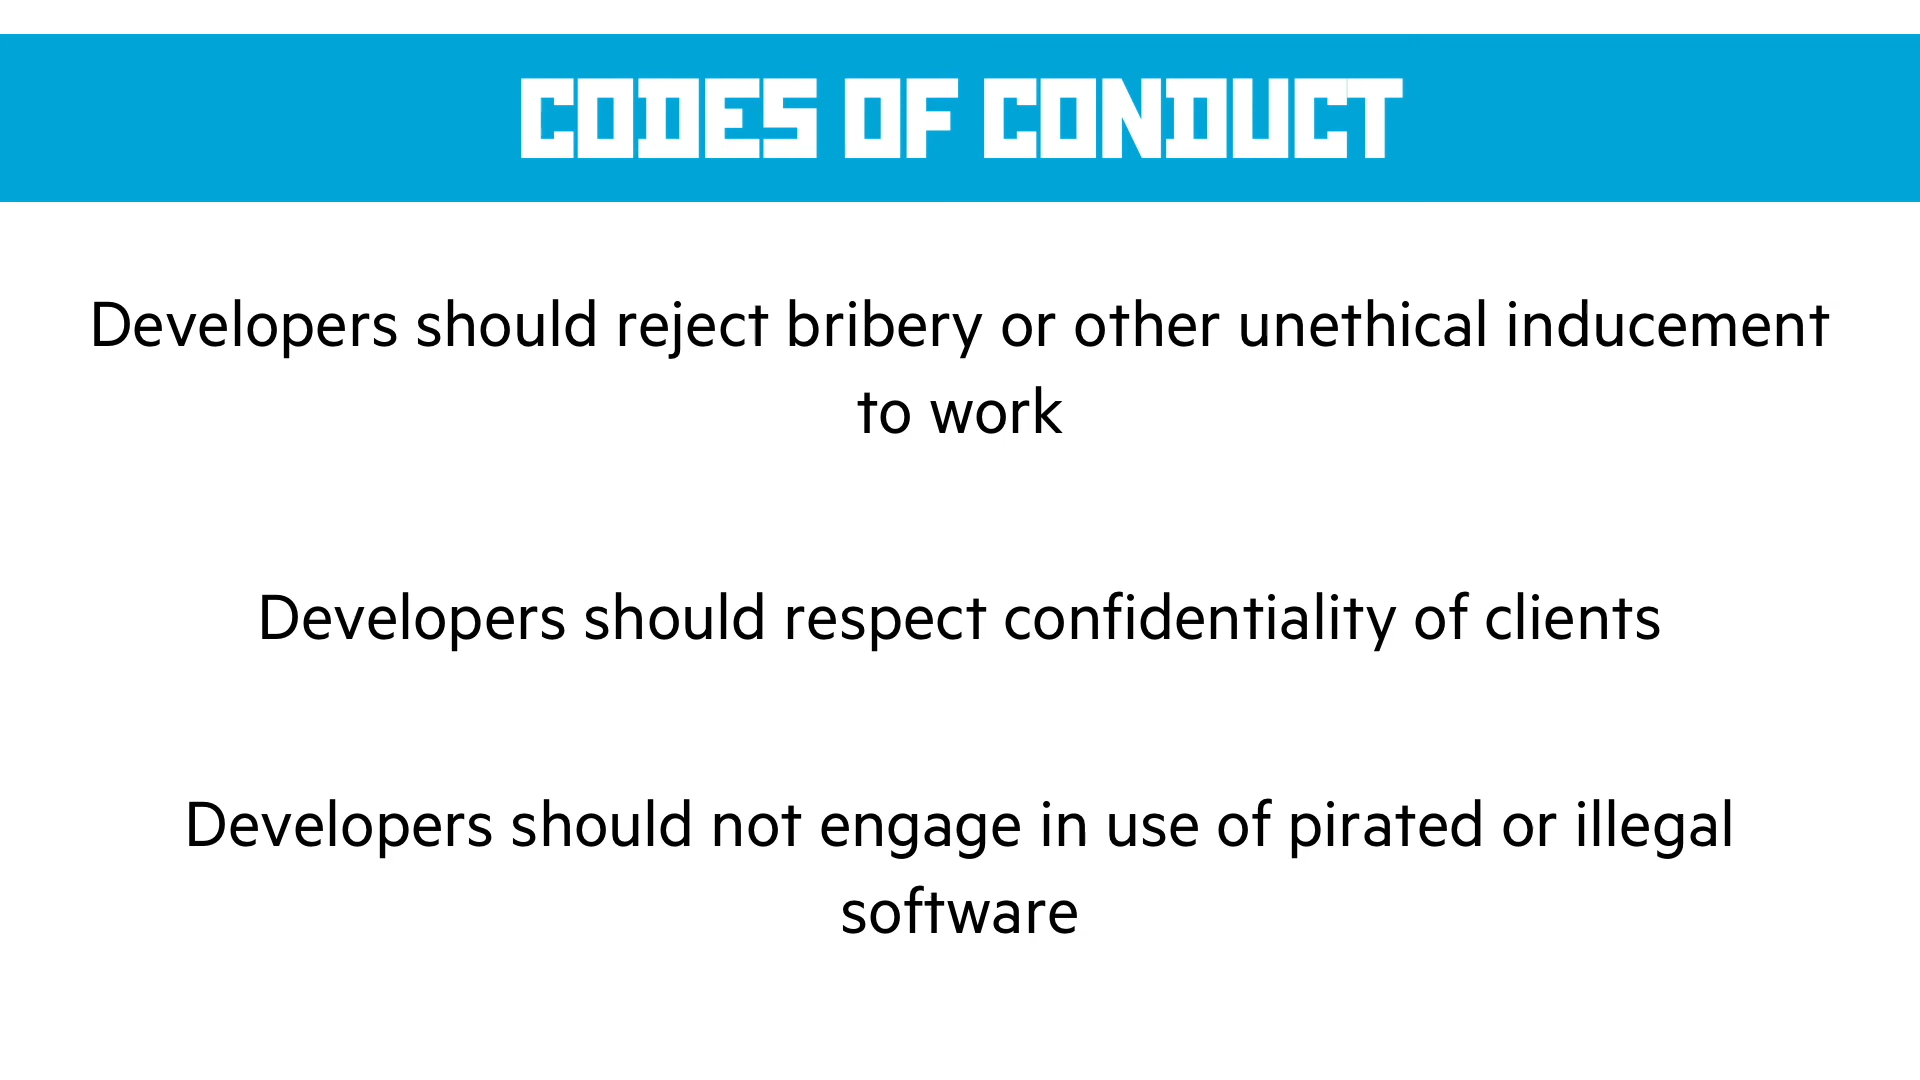 CODES OF CONDUCT
Developers should reject bribery or other unethical inducement
to work
Developers should respect confidentiality of clients
Developers should not engage in use of pirated or illegal
software